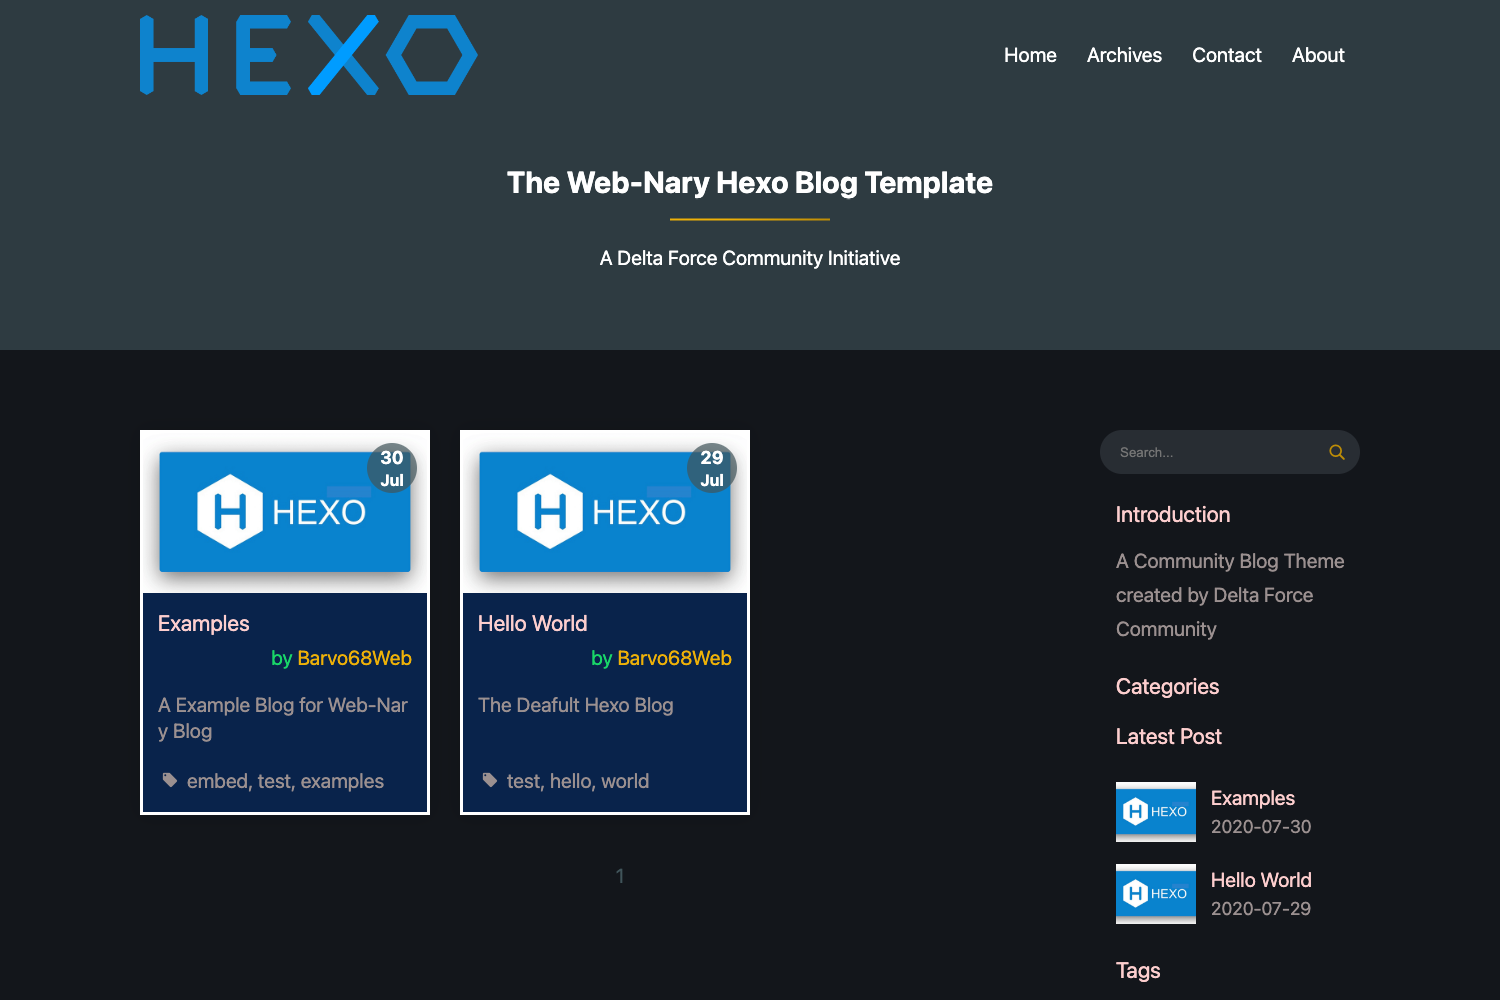 HEXO
Home Archives Contact About
The Web-Nary Hexo Blog Template
A Delta Force Community Initiative
30
Jul
HEXO
Examples
by Barvo68Web
A Example Blog for Web-Nar
y Blog
embed, test, examples
29
Jul
HEXO
Hello World
by Barvo68Web
The Deafult Hexo Blog
test, hello, world
1
Search...
Introduction
A Community Blog Theme
created by Delta Force
Community
Categories
Latest Post
HEXO
Examples
2020-07-30
HEXO
Hello World
2020-07-29
Tags